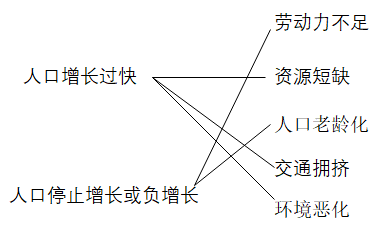 劳动力不足
人口增长过快
资源短缺
人口老龄化
交通拥挤
人口停止增长或负增长
环境恶化